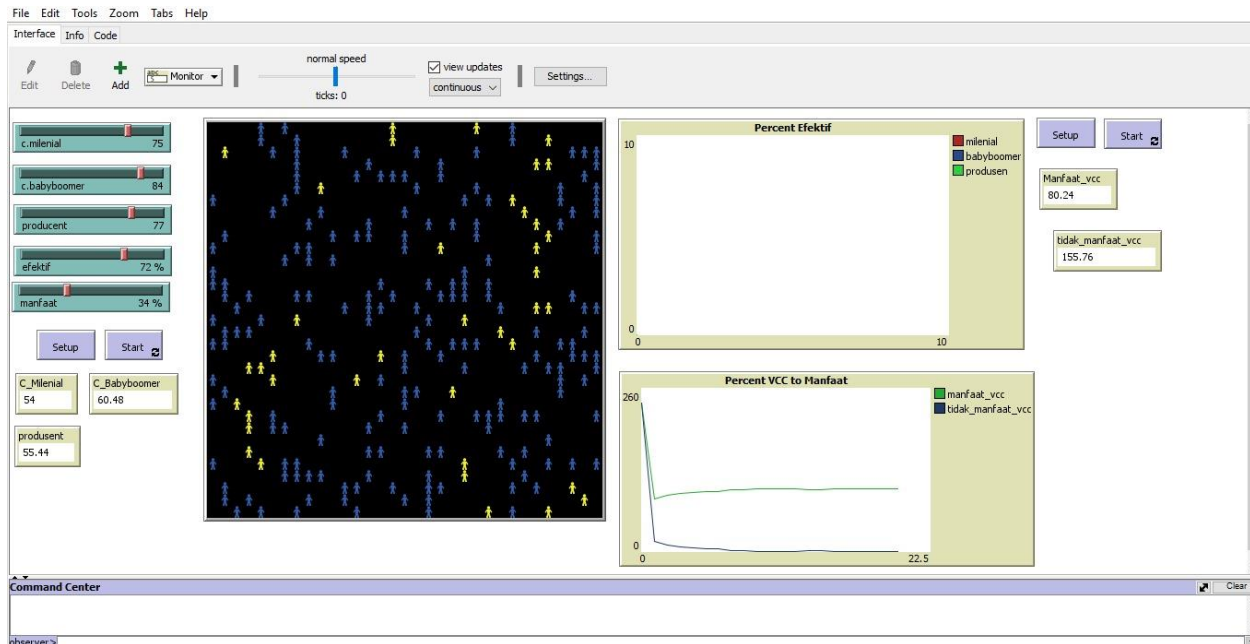 File Edit Tools Zoom Tabs Help
Interface Info Code
Edit Delete Add Monitor
normal speed
ticks: 0
view updates
continuous
Settings...
c.milenial 75
c.babyboomer 84
producent 77
efektif 72 %
manfaat 34 %
Setup Start
C_Milenial
54
C_Babyboomer
60.48
produsent
55.44
Percent Efektif
10
0
0 10
milenial
babyboomer
produsen
Percent VCC to Manfaat
260
0
0 22.5
manfaat_vcc
tidak_manfaat_vcc
Setup Start
Manfaat_vcc
80.24
tidak_manfaat_vcc
155.76
Command Center Clear
observer>